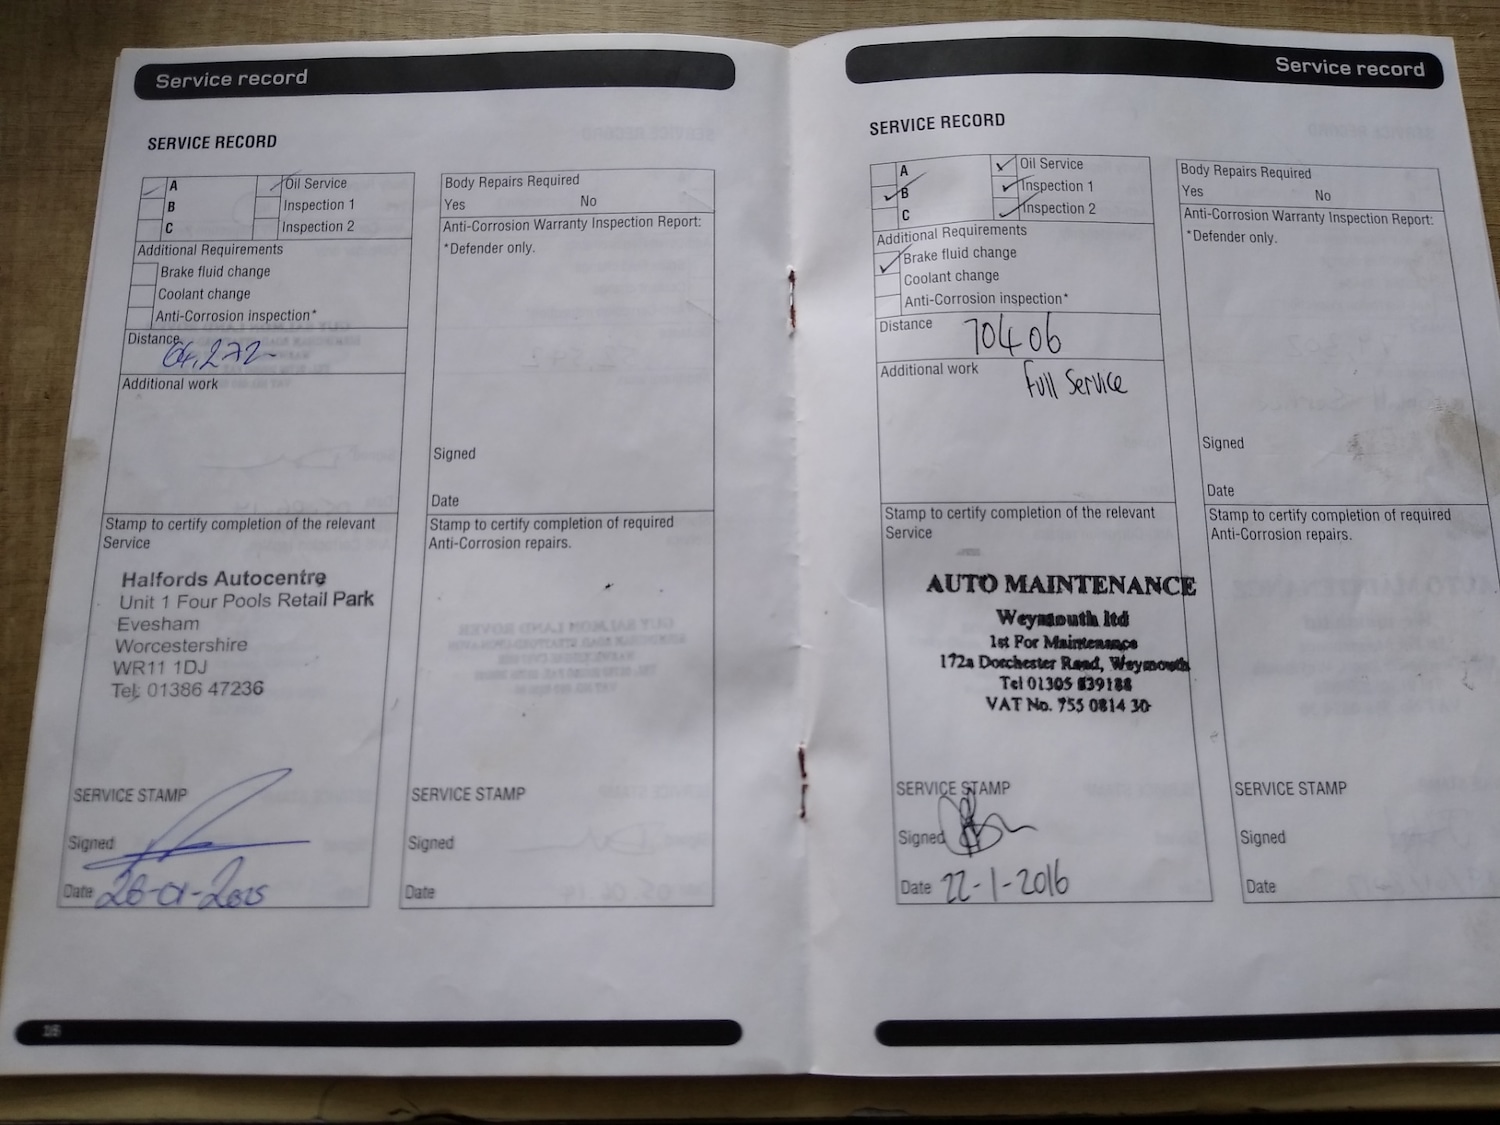 Service record
SERVICE RECORD
A
Oil Service
B
Inspection 1
C
Inspection 2
Additional Requirements
Brake fluid change
Coolant change
Anti-Corrosion inspection*
Distance
64,272
Additional work
Stamp to certify completion of the relevant
Service
Halfords Autocentre
Unit 1 Four Pools Retail Park
Evesham
Worcestershire
WR11 1DJ
Tel: 01386 47236
SERVICE STAMP
Signed
Date 26-01-2015
Body Repairs Required
Yes No
Anti-Corrosion Warranty Inspection Report:
*Defender only.
Signed
Date
Stamp to certify completion of required
Anti-Corrosion repairs.
SERVICE STAMP
Signed
Date
Service record
SERVICE RECORD
A
Oil Service
B
Inspection 1
C
Inspection 2
Additional Requirements
Brake fluid change
Coolant change
Anti-Corrosion inspection*
Distance 70406
Additional work Full Service
Stamp to certify completion of the relevant
Service
AUTO MAINTENANCE
Weymouth ltd
1st For Maintenance
172a Dorchester Road, Weymouth
Tel 01305 839188
VAT No. 755 0814 30
SERVICE STAMP
Signed
Date 22-1-2016
Body Repairs Required
Yes No
Anti-Corrosion Warranty Inspection Report:
*Defender only.
Signed
Date
Stamp to certify completion of required
Anti-Corrosion repairs.
SERVICE STAMP
Signed
Date